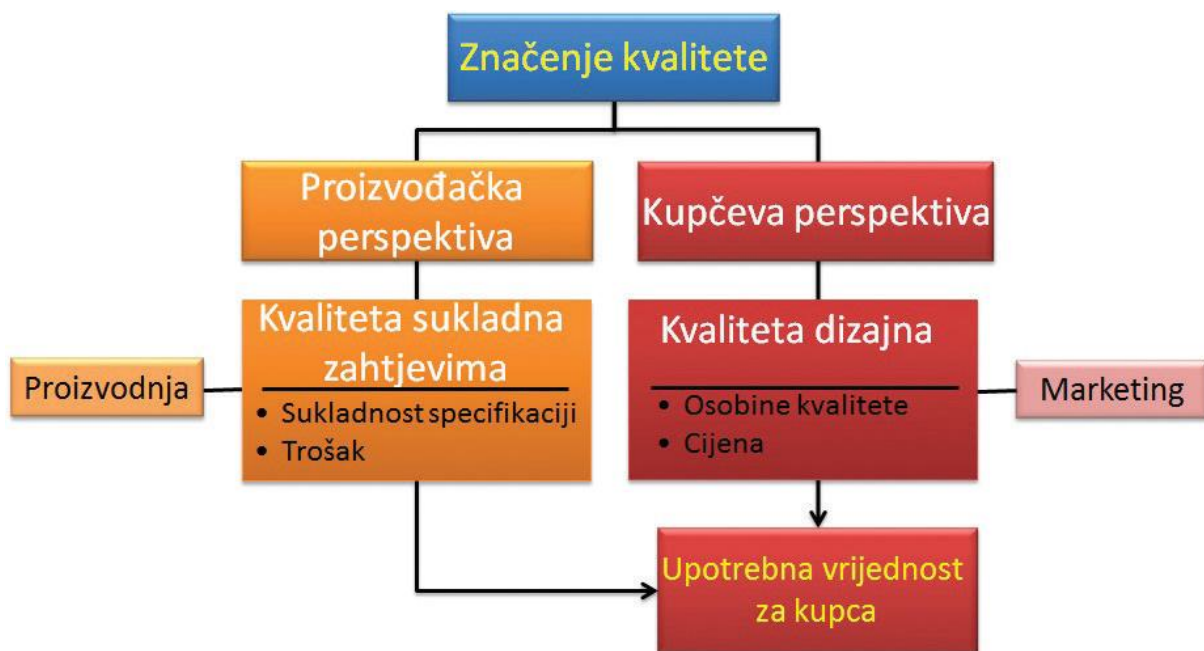 Značenje kvalitete
Proizvođačka
perspektiva
Kupčeva perspektiva
Kvaliteta sukladna
zahtjevima
• Sukladnost specifikaciji
• Trošak
Kvaliteta dizajna
• Osobine kvalitete
• Cijena
Proizvodnja
Marketing
Upotrebna vrijednost
za kupca